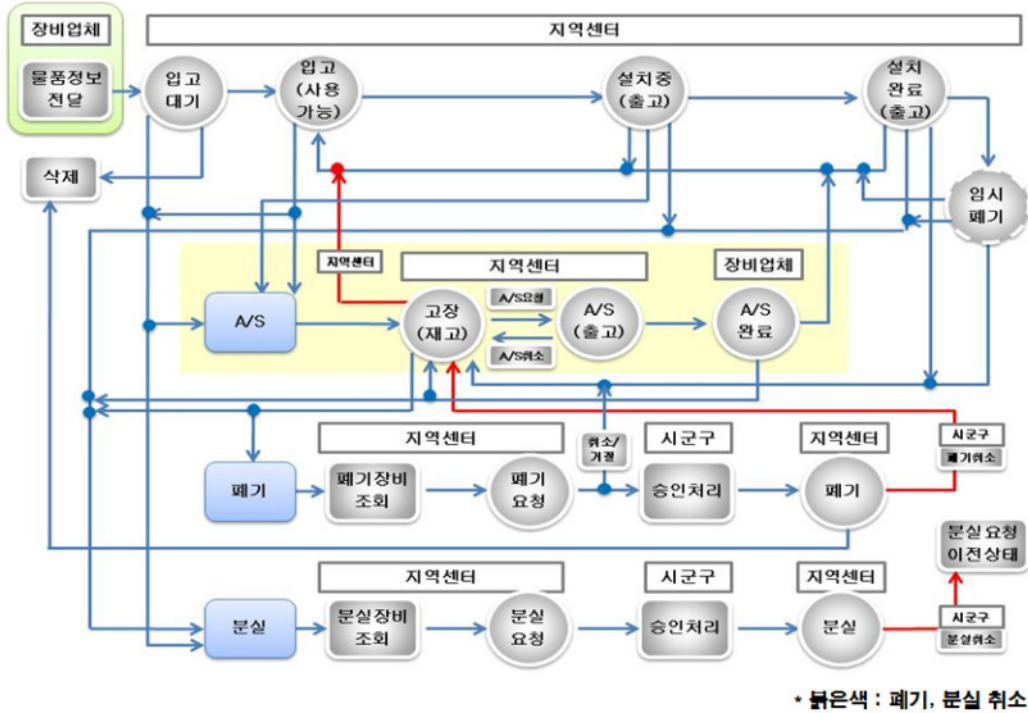 장비업체
지역센터
물품정보
전달
입고
대기
입고
(사용
가능)
설치중
(출고)
설치
완료
(출고)
삭제
임시
폐기
지역센터
지역센터
장비업체
A/S
고장
(재고)
A/S요청
A/S취소
A/S
(출고)
A/S
완료
지역센터
취소/
거절
시군구
지역센터
시군구
폐기취소
폐기
폐기장비
조회
폐기
요청
승인처리
폐기
지역센터
시군구
지역센터
분실요청
이전상태
분실
분실장비
조회
분실
요청
승인처리
분실
시군구
분실취소
* 붉은색 : 폐기, 분실 취소